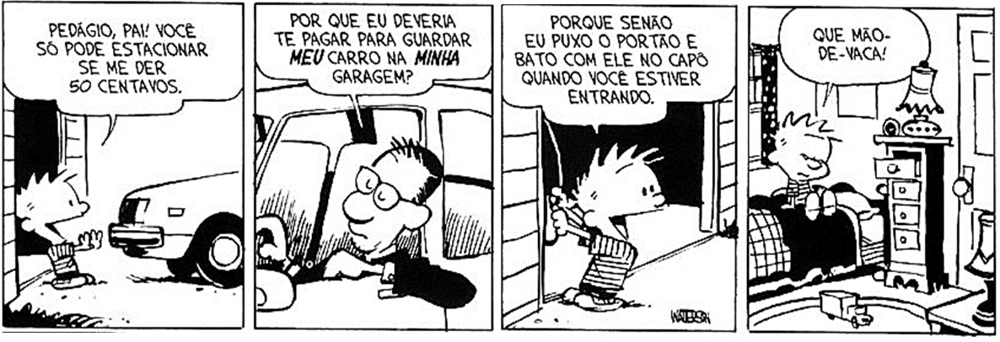 PEDÁGIO, PAI! VOCÊ
SÓ PODE ESTACIONAR
SE ME DER
50 CENTAVOS.
POR QUE EU DEVERIA
TE PAGAR PARA GUARDAR
MEU CARRO NA MINHA
GARAGEM?
PORQUE SENÃO
EU PUXO O PORTÃO E
BATO COM ELE NO CAPÔ
QUANDO VOCÊ ESTIVER
ENTRANDO.
WATTERSON
QUE MÃO-
DE-VACA!